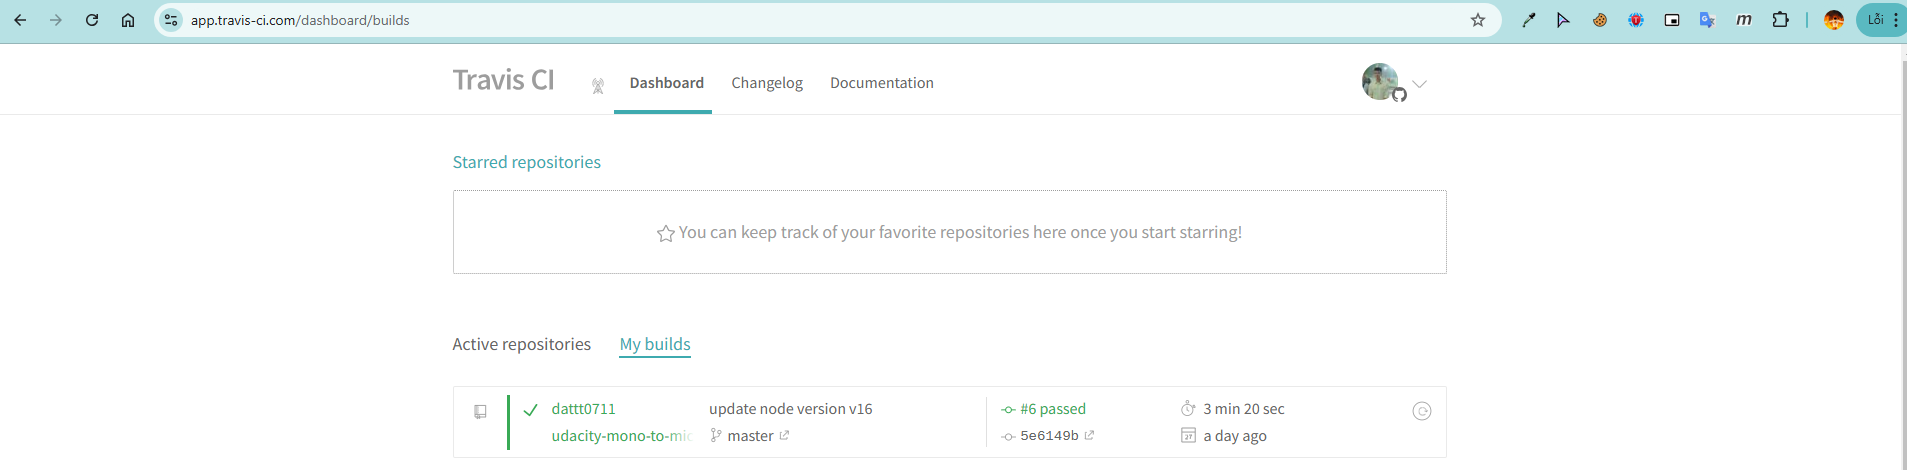 app.travis-ci.com/dashboard/builds
m
Lỗi
Travis CI
Dashboard
Changelog
Documentation
Starred repositories
You can keep track of your favorite repositories here once you start starring!
Active repositories
My builds
dattt0711
update node version v16
#6 passed
3 min 20 sec
udacity-mono-to-mic
master
5e6149b
27
a day ago